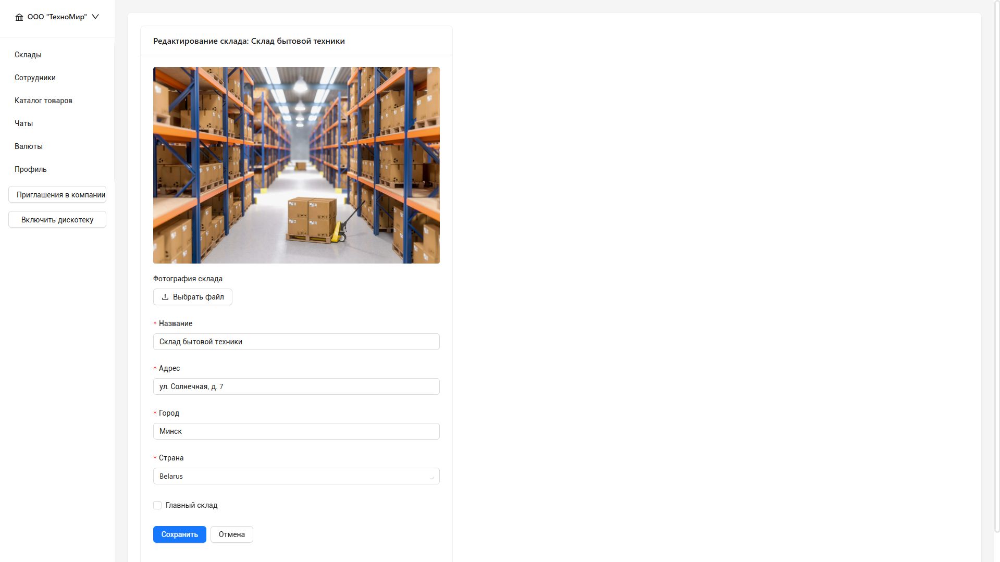 ООО "ТехноМир"
Склады
Сотрудники
Каталог товаров
Чаты
Валюты
Профиль
Приглашения в компании
Включить дискотеку
Редактирование склада: Склад бытовой техники
Фотография склада
Выбрать файл
* Название
Склад бытовой техники
* Адрес
ул. Солнечная, д. 7
* Город
Минск
* Страна
Belarus
Главный склад
Сохранить Отмена